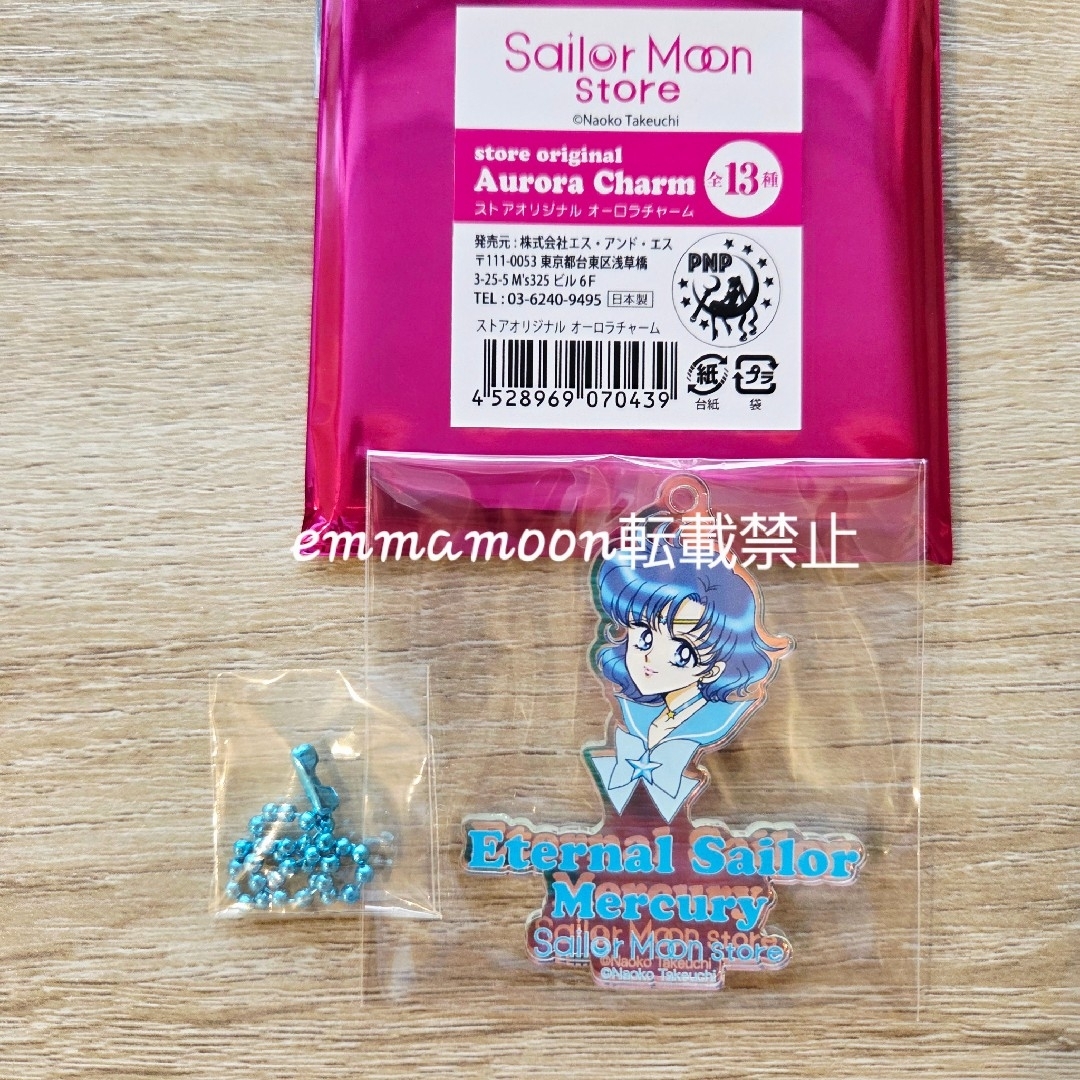 Sailor Moon
store
©Naoko Takeuchi
store original
Aurora Charm
全13種
ストアオリジナル オーロラチャーム
発売元：株式会社エス・アンド・エス
〒111-0053 東京都台東区浅草橋
3-25-5 M's325 ビル 6F
TEL : 03-6240-9495 日本製
PNP
ストアオリジナル オーロラチャーム
4 528969 070439
紙
台紙
プラ
袋
emmamoon転載禁止
Eternal Sailor
Mercury
Sailor Moon store
©Naoko Takeuchi